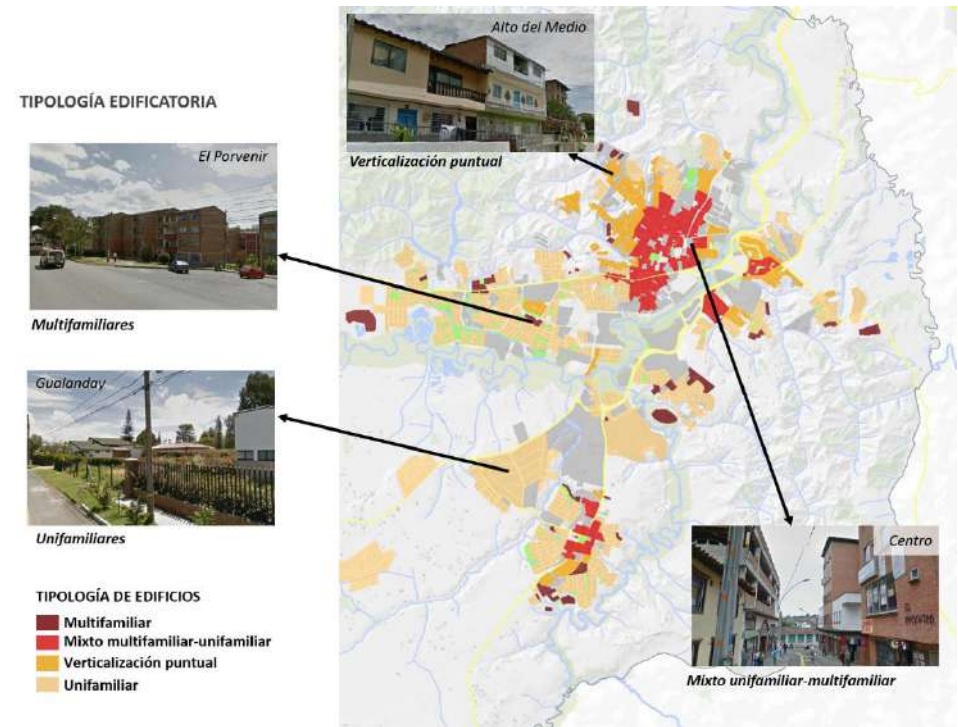 Alto del Medio
TIPOLOGÍA EDIFICATORIA
Verticalización puntual
El Porvenir
Multifamiliares
Gualanday
Unifamiliares
Centro
Mixto unifamiliar-multifamiliar
TIPOLOGÍA DE EDIFICIOS
Multifamiliar
Mixto multifamiliar-unifamiliar
Verticalización puntual
Unifamiliar